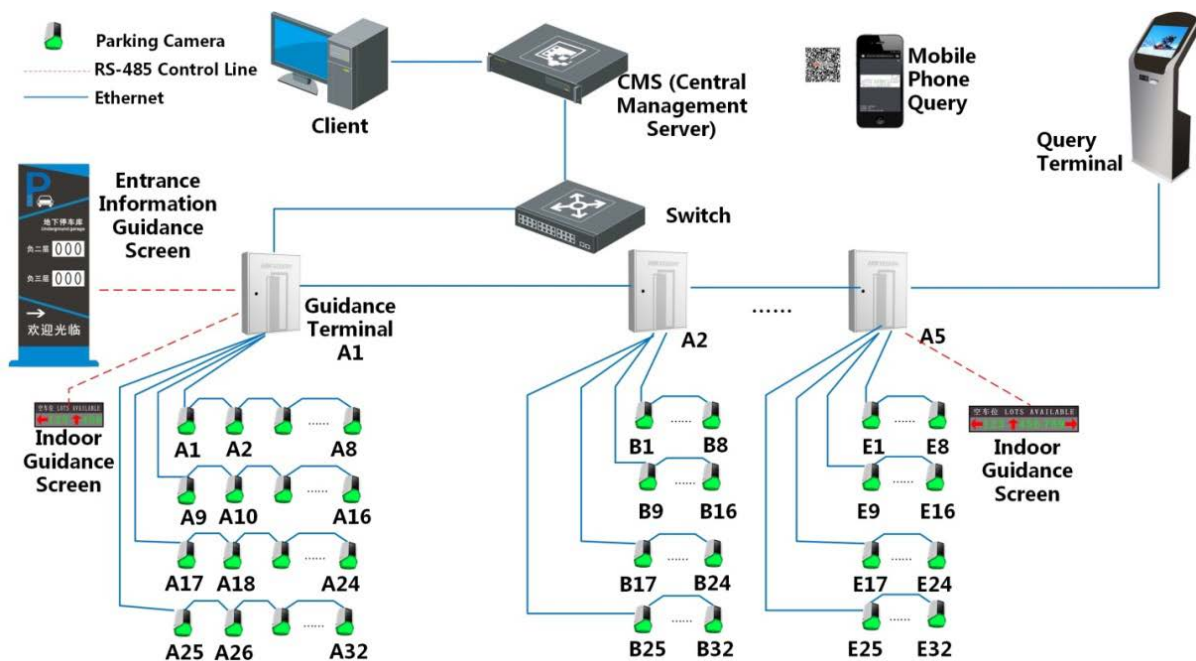 Parking Camera
RS-485 Control Line
Ethernet
Client
CMS (Central
Management
Server)
Mobile
Phone
Query
Query
Terminal
Entrance
Information
Guidance
Screen
Switch
P
地下停车库
Underground garage
负二层 000
负三层 000
欢迎光临
Guidance
Terminal
A1
A2
......
A5
空车位 LOTS AVAILABLE
Indoor
Guidance
Screen
A1 A2 ...... A8
A9 A10 ...... A16
A17 A18 ...... A24
A25 A26 ...... A32
B1 ...... B8
B9 ...... B16
B17 ...... B24
B25 ...... B32
E1 ...... E8
E9 ...... E16
E17 ...... E24
E25 ...... E32
空车位 LOTS AVAILABLE
Indoor
Guidance
Screen